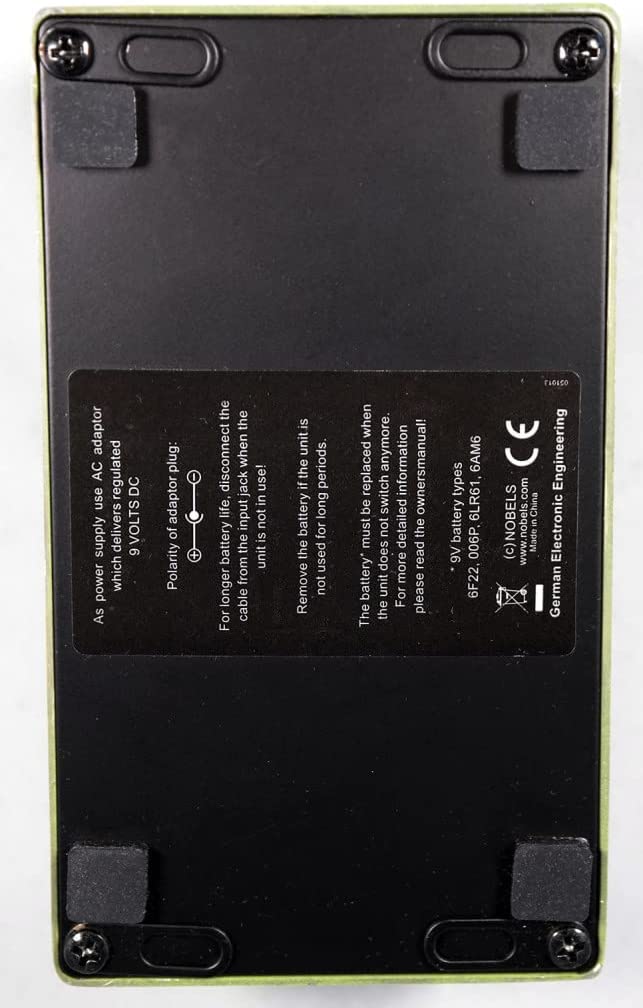 As power supply use AC adaptor
which delivers regulated
9 VOLTS DC
Polarity of adaptor plug:
For longer battery life, disconnect the
cable from the input jack when the
unit is not in use!
Remove the battery if the unit is
not used for long periods.
The battery* must be replaced when
the unit does not switch anymore.
For more detailed information
please read the ownersmanual!
* 9V battery types
6F22, 006P, 6LR61, 6AM6
(c) NOBELS
www.nobels.com
Made in China
CE
German Electronic Engineering